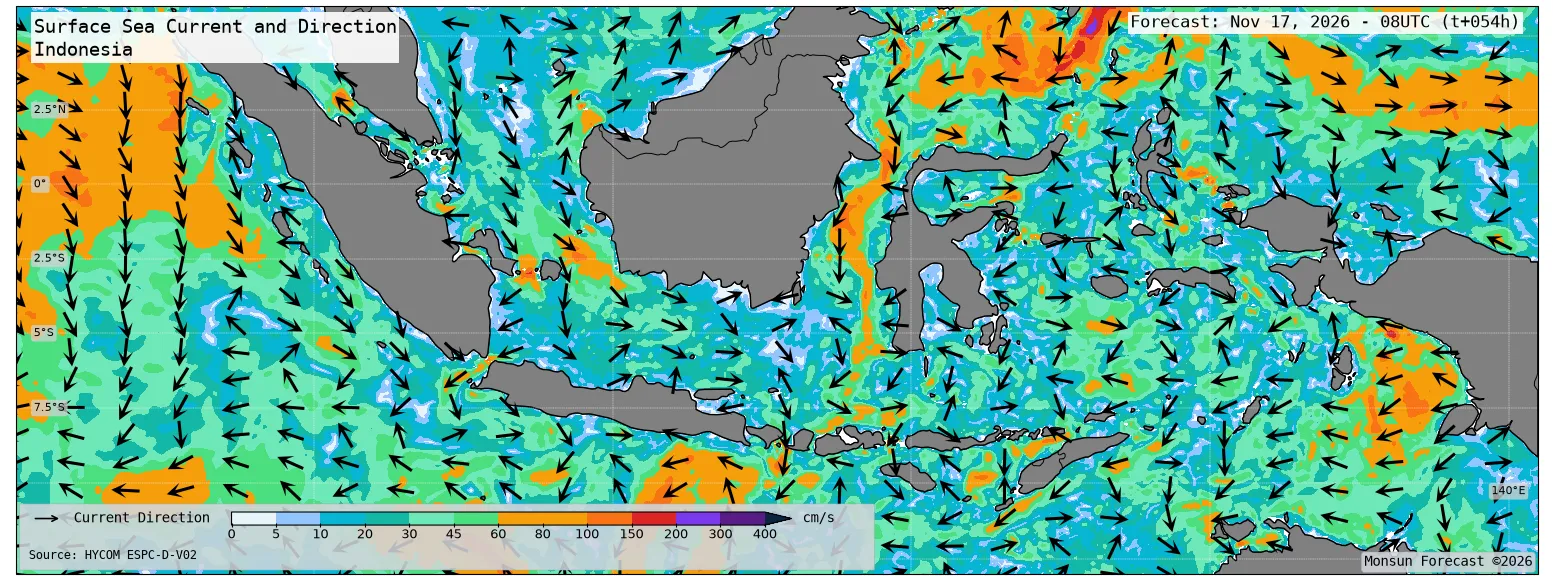 Surface Sea Current and Direction
Indonesia
Forecast: Nov 17, 2026 - 08UTC (t+054h)
2.5°N
0°
2.5°S
5°S
7.5°S
140°E
Current Direction
0 5 10 20 30 45 60 80 100 150 200 300 400 cm/s
Source: HYCOM ESPC-D-V02
Monsun Forecast ©2026